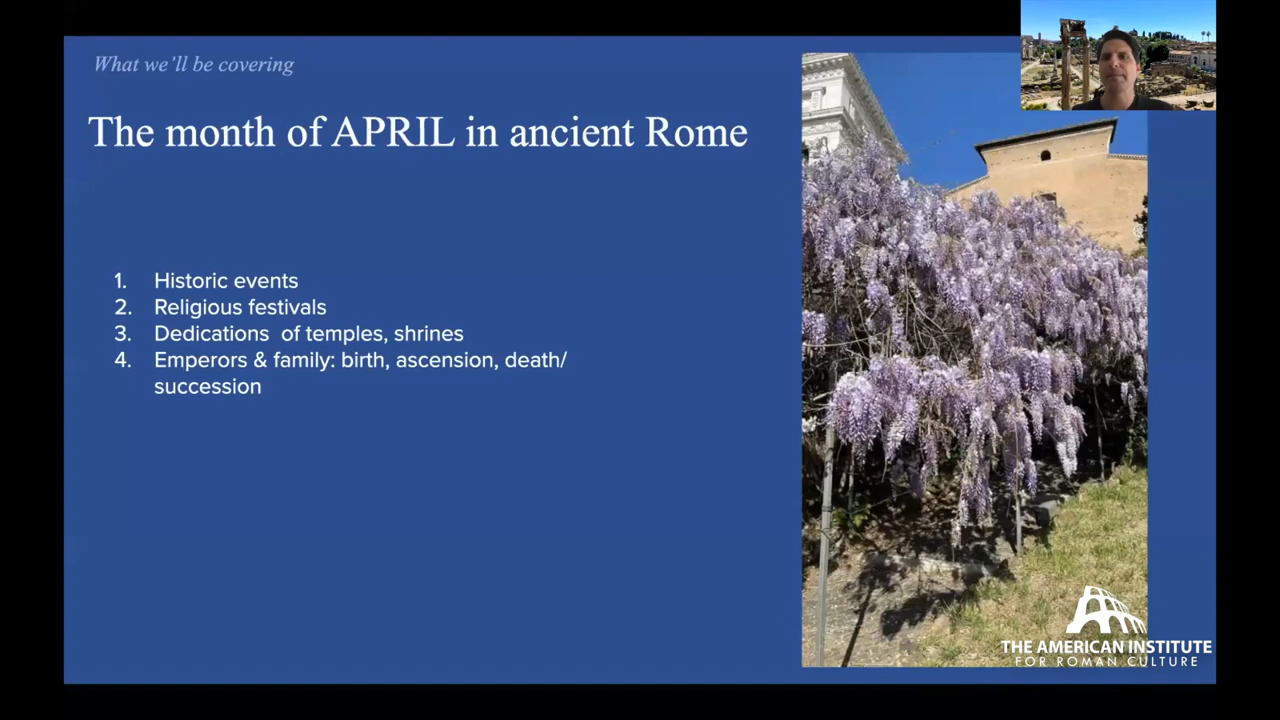 What we'll be covering
The month of APRIL in ancient Rome
1. Historic events
2. Religious festivals
3. Dedications of temples, shrines
4. Emperors & family: birth, ascension, death/
succession
THE AMERICAN INSTITUTE
FOR ROMAN CULTURE